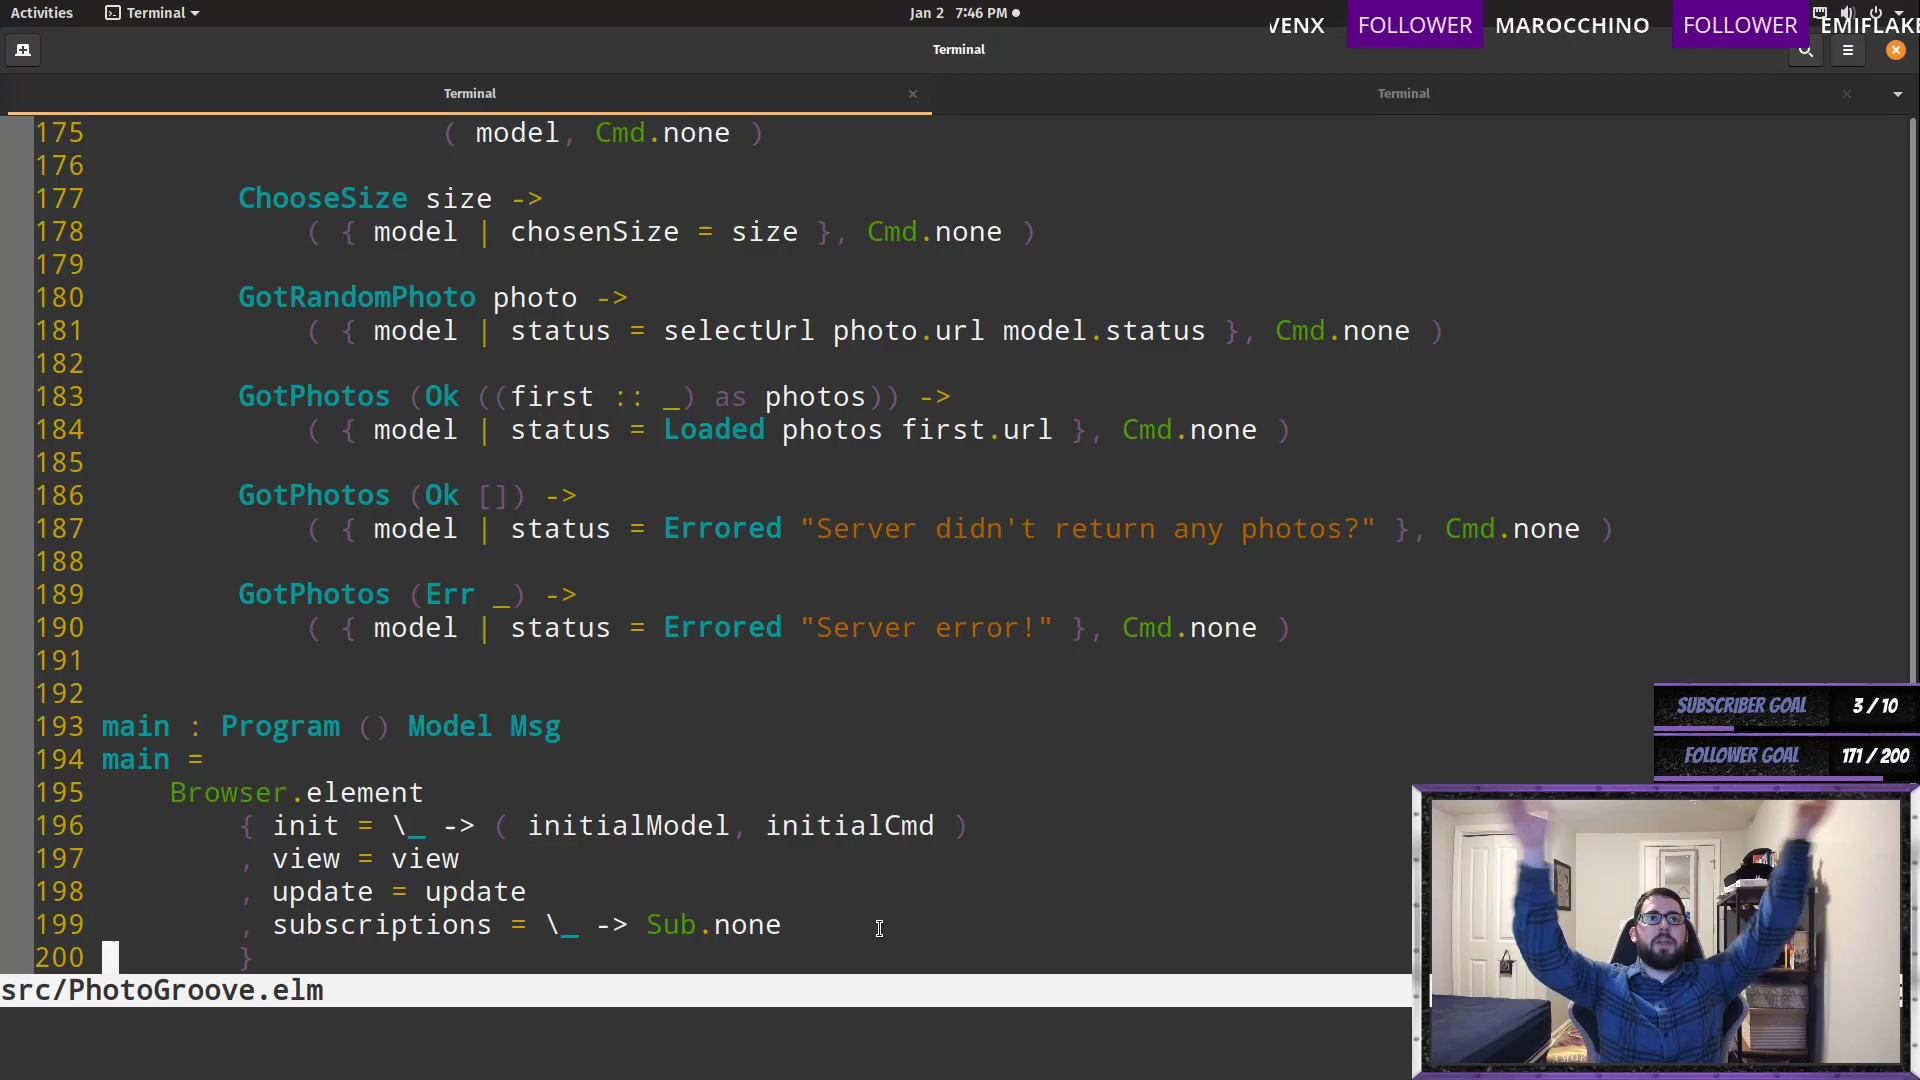 Activities Terminal Jan 2 7:46 PM
VENX FOLLOWER MAROCCHINO FOLLOWER EMIFLAKE
Terminal
Terminal Terminal
175 ( model, Cmd.none )
176
177 ChooseSize size ->
178 ( { model | chosenSize = size }, Cmd.none )
179
180 GotRandomPhoto photo ->
181 ( { model | status = selectUrl photo.url model.status }, Cmd.none )
182
183 GotPhotos (Ok ((first :: _) as photos)) ->
184 ( { model | status = Loaded photos first.url }, Cmd.none )
185
186 GotPhotos (Ok []) ->
187 ( { model | status = Errored "Server didn't return any photos?" }, Cmd.none )
188
189 GotPhotos (Err _) ->
190 ( { model | status = Errored "Server error!" }, Cmd.none )
191
192
193 main : Program () Model Msg
194 main =
195 Browser.element
196 { init = \_ -> ( initialModel, initialCmd )
197 , view = view
198 , update = update
199 , subscriptions = \_ -> Sub.none
200 }
src/PhotoGroove.elm
SUBSCRIBER GOAL 3 / 10
FOLLOWER GOAL 171 / 200